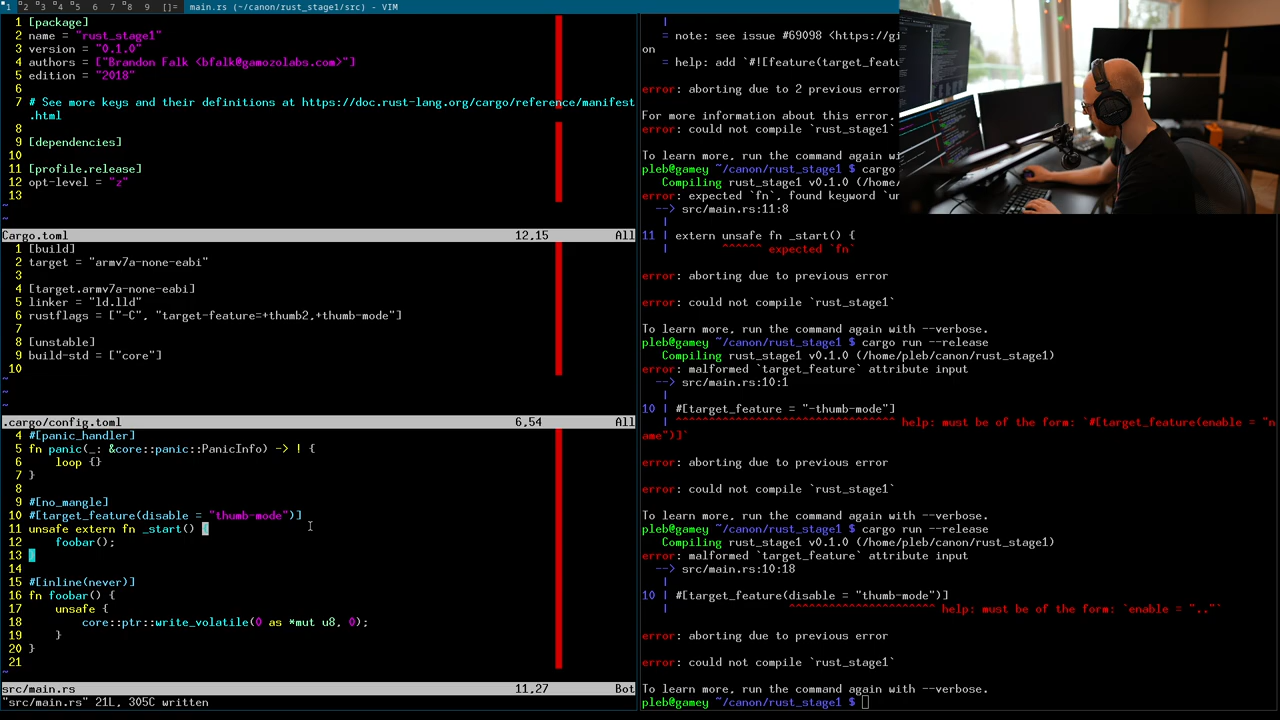 1 2 3 4 5 6 7 8 9 []= main.rs (~/canon/rust_stage1/src) - VIM
1 [package]
2 name = "rust_stage1"
3 version = "0.1.0"
4 authors = ["Brandon Falk <bfalk@gamozolabs.com>"]
5 edition = "2018"
6
7 # See more keys and their definitions at https://doc.rust-lang.org/cargo/reference/manifest
.html
8
9 [dependencies]
10
11 [profile.release]
12 opt-level = "z"
13
~
~
Cargo.toml 12,15 All
1 [build]
2 target = "armv7a-none-eabi"
3
4 [target.armv7a-none-eabi]
5 linker = "ld.lld"
6 rustflags = ["-C", "target-feature=+thumb2,+thumb-mode"]
7
8 [unstable]
9 build-std = ["core"]
10
~
~
~
.cargo/config.toml 6,54 All
4 #[panic_handler]
5 fn panic(_: &core::panic::PanicInfo) -> ! {
6 loop {}
7 }
8
9 #[no_mangle]
10 #[target_feature(disable = "thumb-mode")]
11 unsafe extern fn _start() {
12 foobar();
13 }
14
15 #[inline(never)]
16 fn foobar() {
17 unsafe {
18 core::ptr::write_volatile(0 as *mut u8, 0);
19 }
20 }
21
~
src/main.rs 11,27 Bot
"src/main.rs" 21L, 305C written
|
= note: see issue #69098 <https://gi
on
= help: add `#![feature(target_featu
error: aborting due to 2 previous error
For more information about this error,
error: could not compile `rust_stage1`
To learn more, run the command again wi
pleb@gamey ~/canon/rust_stage1 $ cargo
Compiling rust_stage1 v0.1.0 (/home/
error: expected `fn`, found keyword `un
--> src/main.rs:11:8
|
11 | extern unsafe fn _start() {
| ^^^^^^ expected `fn`
error: aborting due to previous error
error: could not compile `rust_stage1`
To learn more, run the command again with --verbose.
pleb@gamey ~/canon/rust_stage1 $ cargo run --release
Compiling rust_stage1 v0.1.0 (/home/pleb/canon/rust_stage1)
error: malformed `target_feature` attribute input
--> src/main.rs:10:1
|
10 | #[target_feature = "-thumb-mode"]
| ^^^^^^^^^^^^^^^^^^^^^^^^^^^^^^^^^ help: must be of the form: `#[target_feature(enable = "n
ame")]`
error: aborting due to previous error
error: could not compile `rust_stage1`
To learn more, run the command again with --verbose.
pleb@gamey ~/canon/rust_stage1 $ cargo run --release
Compiling rust_stage1 v0.1.0 (/home/pleb/canon/rust_stage1)
error: malformed `target_feature` attribute input
--> src/main.rs:10:18
|
10 | #[target_feature(disable = "thumb-mode")]
| ^^^^^^^^^^^^^^^^^^^^^^ help: must be of the form: `enable = ".."`
error: aborting due to previous error
error: could not compile `rust_stage1`
To learn more, run the command again with --verbose.
pleb@gamey ~/canon/rust_stage1 $